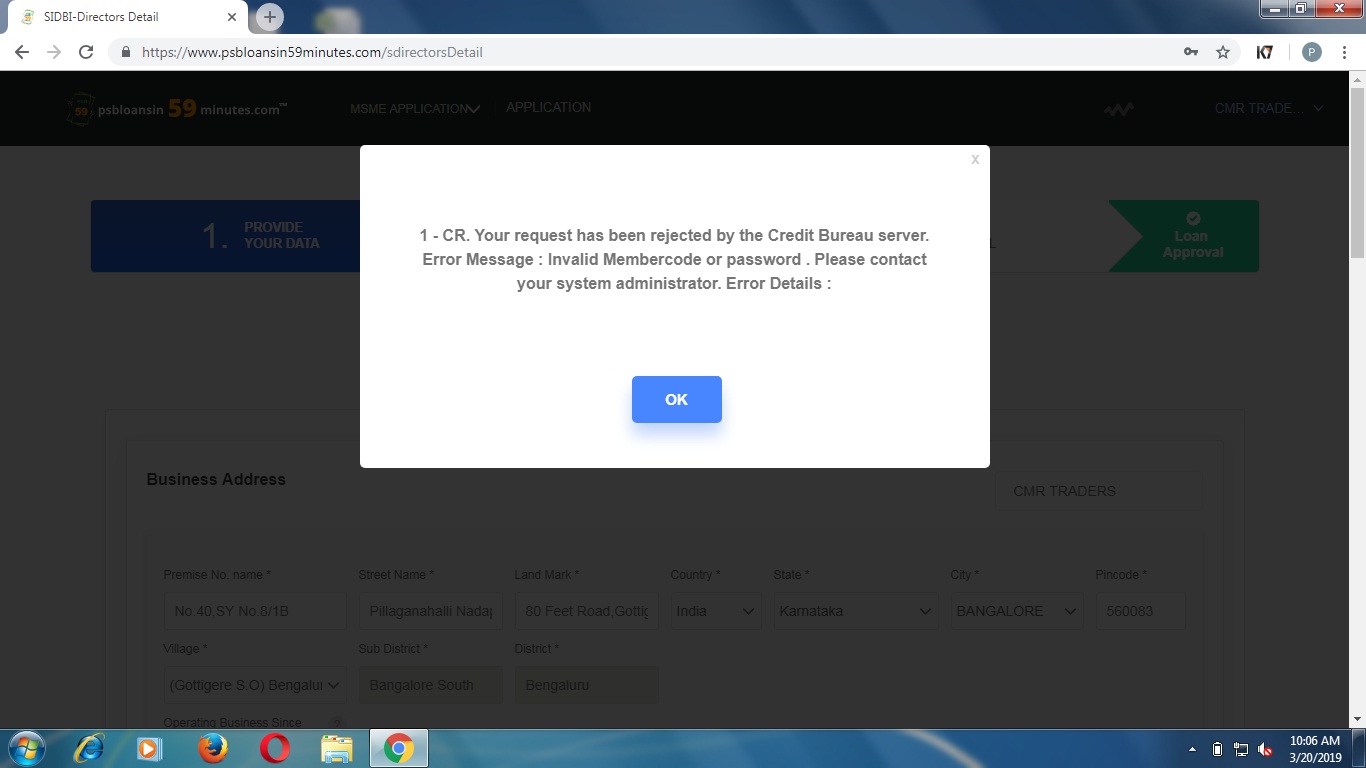 SIDBI-Directors Detail
https://www.psbloansin59minutes.com/sdirectorsDetail
K7
P
59 psbloansin 59 minutes.com™
MSME APPLICATION
APPLICATION
CMR TRADE...
X
1. PROVIDE
YOUR DATA
Loan
Approval
1 - CR. Your request has been rejected by the Credit Bureau server.
Error Message : Invalid Membercode or password . Please contact
your system administrator. Error Details :
OK
Business Address
CMR TRADERS
Premise No. name * Street Name * Land Mark * Country * State * City * Pincode *
No.40,SY No.8/1B Pillaganahalli Nadap 80 Feet Road,Gottig India Karnataka BANGALORE 560083
Village * Sub District * District *
(Gottigere S.O) Bengalur Bangalore South Bengaluru
Operating Business Since ?
10:06 AM
3/20/2019